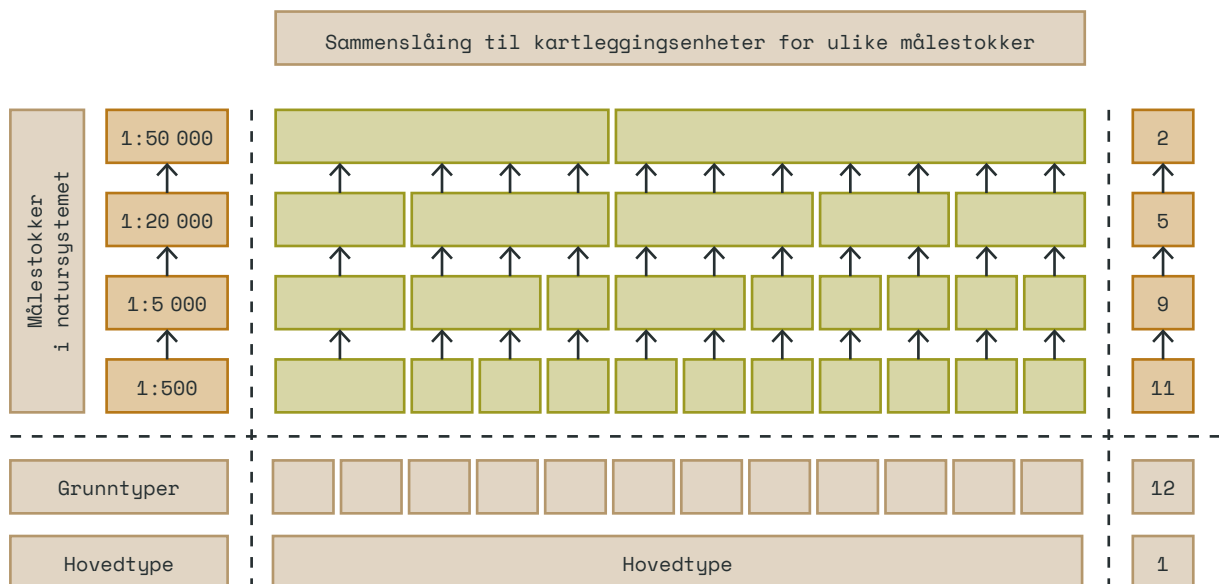 Sammenslåing til kartleggingsenheter for ulike målestokker
Målestokker
i natursystemet
1:50 000
2
1:20 000
5
1:5 000
9
1:500
11
Grunntyper
12
Hovedtype
Hovedtype
1